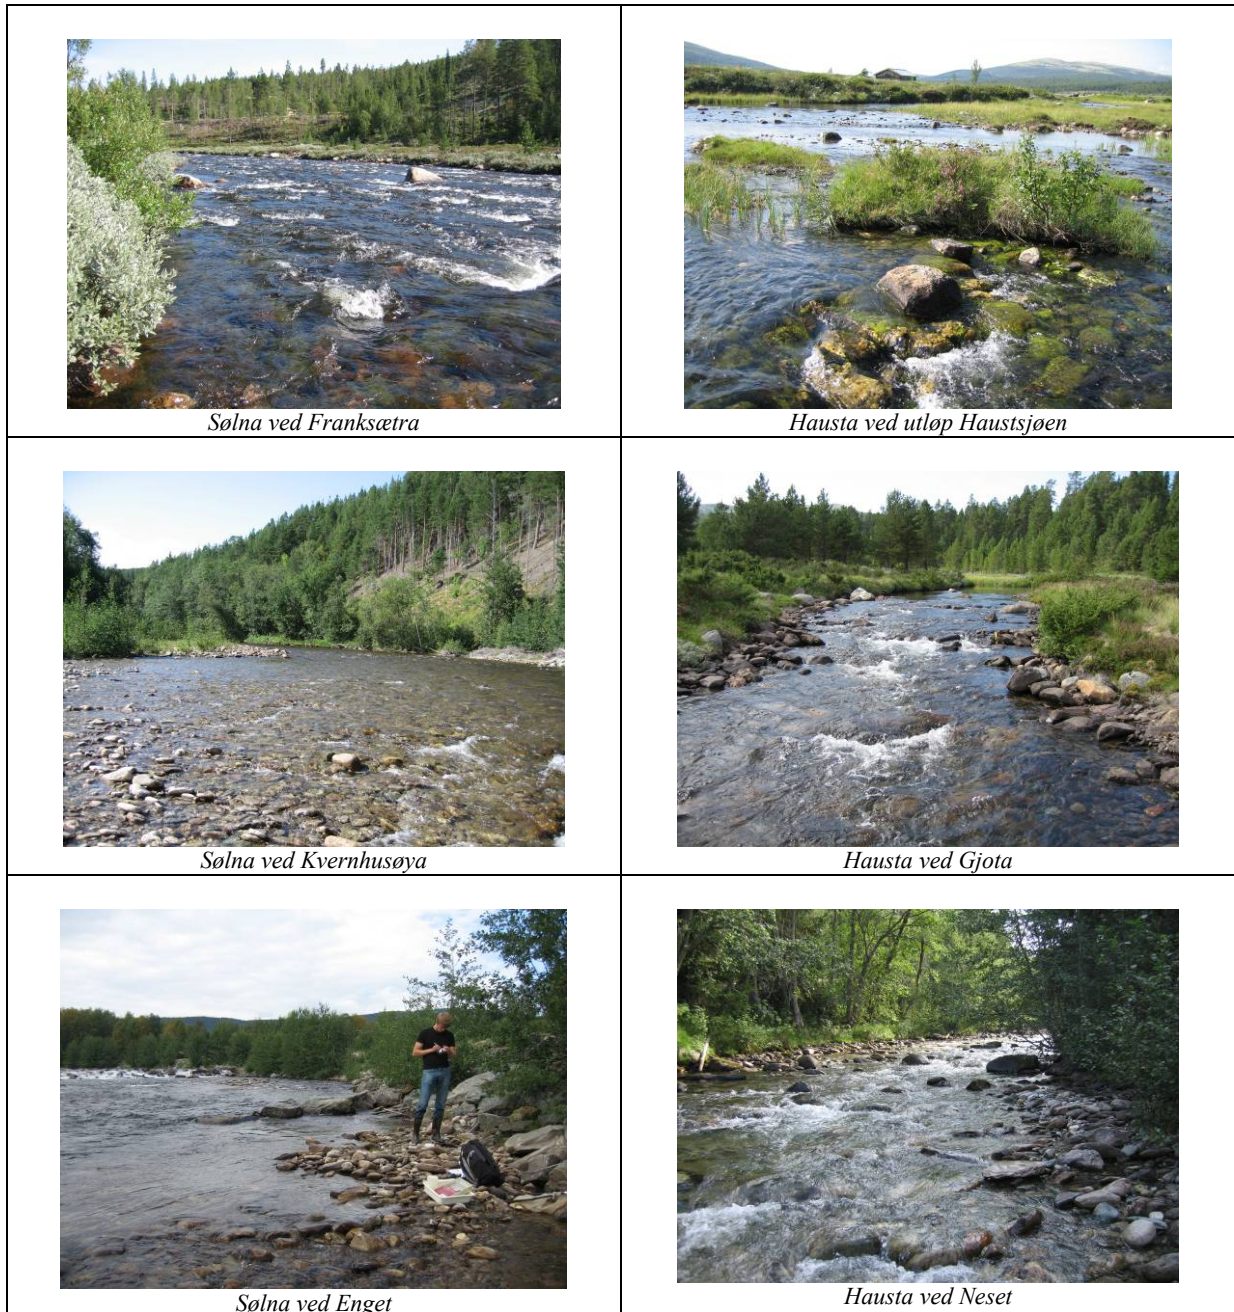 Sølna ved Franksætra
Hausta ved utløp Haustsjøen
Sølna ved Kvernhusøya
Hausta ved Gjota
Sølna ved Enget
Hausta ved Neset